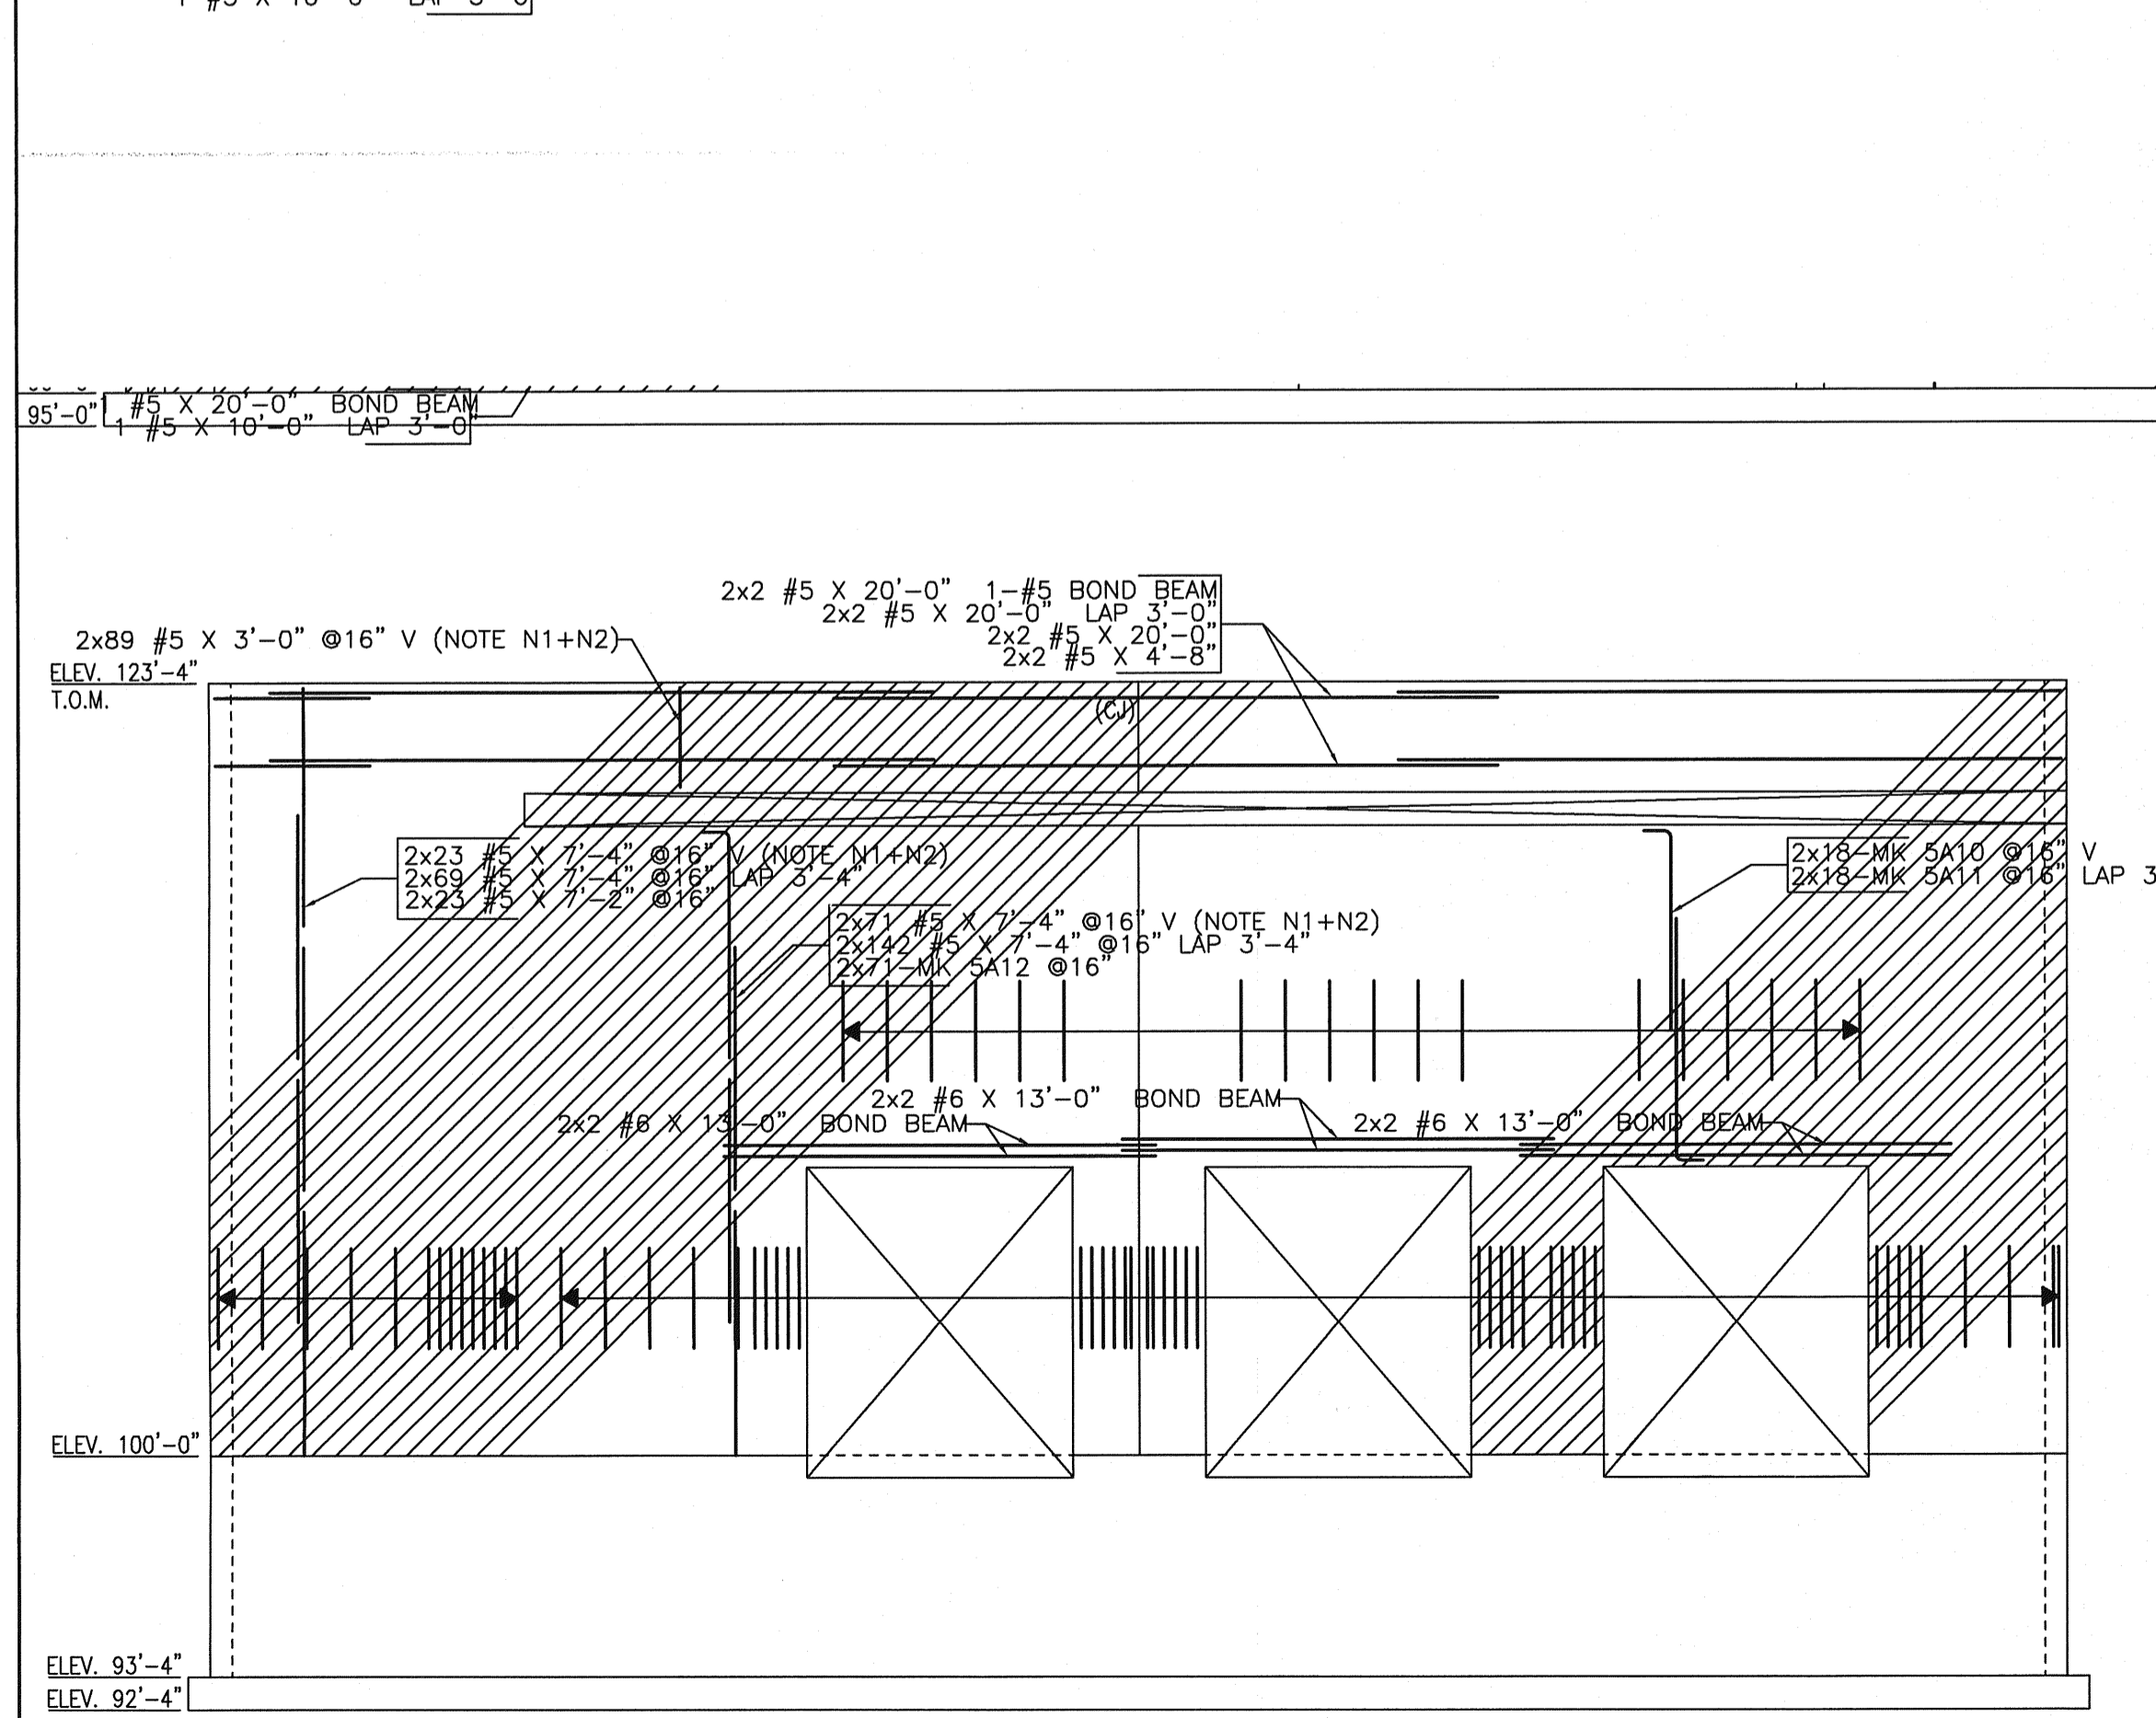 95'-0"
#5 X 20'-0" BOND BEAM
1 #5 X 10'-0" LAP 3'-0"
2x2 #5 X 20'-0" 1-#5 BOND BEAM
2x2 #5 X 20'-0" LAP 3'-0"
2x2 #5 X 20'-0"
2x2 #5 X 4'-8"
2x89 #5 X 3'-0" @16" V (NOTE N1+N2)
ELEV. 123'-4"
T.O.M.
(CJ)
2x23 #5 X 7'-4" @16" V (NOTE N1+N2)
2x69 #5 X 7'-4" @16" LAP 3'-4"
2x23 #5 X 7'-2" @16"
2x18-MK 5A10 @16" V
2x18-MK 5A11 @16" LAP 3
2x71 #5 X 7'-4" @16" V (NOTE N1+N2)
2x142 #5 X 7'-4" @16" LAP 3'-4"
2x71-MK 5A12 @16"
2x2 #6 X 13'-0" BOND BEAM
2x2 #6 X 13'-0" BOND BEAM
2x2 #6 X 13'-0" BOND BEAM
ELEV. 100'-0"
ELEV. 93'-4"
ELEV. 92'-4"